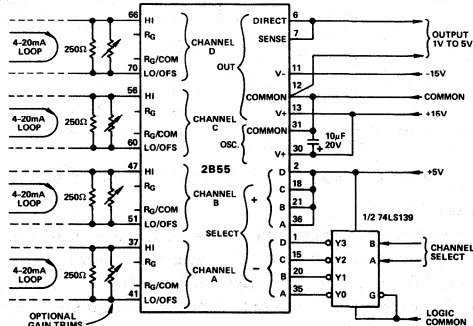 66 HI
DIRECT 6
4–20mA LOOP
250Ω
RG
CHANNEL D
SENSE 7
OUTPUT 1V TO 5V
RG/COM
OUT
70 LO/OFS
V– 11
–15V
12
COMMON
COMMON
56 HI
V+ 13
+15V
4–20mA LOOP
250Ω
RG
CHANNEL C
COMMON 31
OSC.
10μF 20V
RG/COM
60 LO/OFS
V+ 30
2B55
47 HI
D 2
+5V
4–20mA LOOP
250Ω
RG
CHANNEL B
+
C 18
B 21
1/2 74LS139
RG/COM
51 LO/OFS
A 36
SELECT
37 HI
D 1
Y3
B
CHANNEL SELECT
4–20mA LOOP
250Ω
RG
CHANNEL A
–
C 15
Y2
A
B 20
Y1
RG/COM
A 35
Y0
G
41 LO/OFS
OPTIONAL GAIN TRIMS
LOGIC COMMON